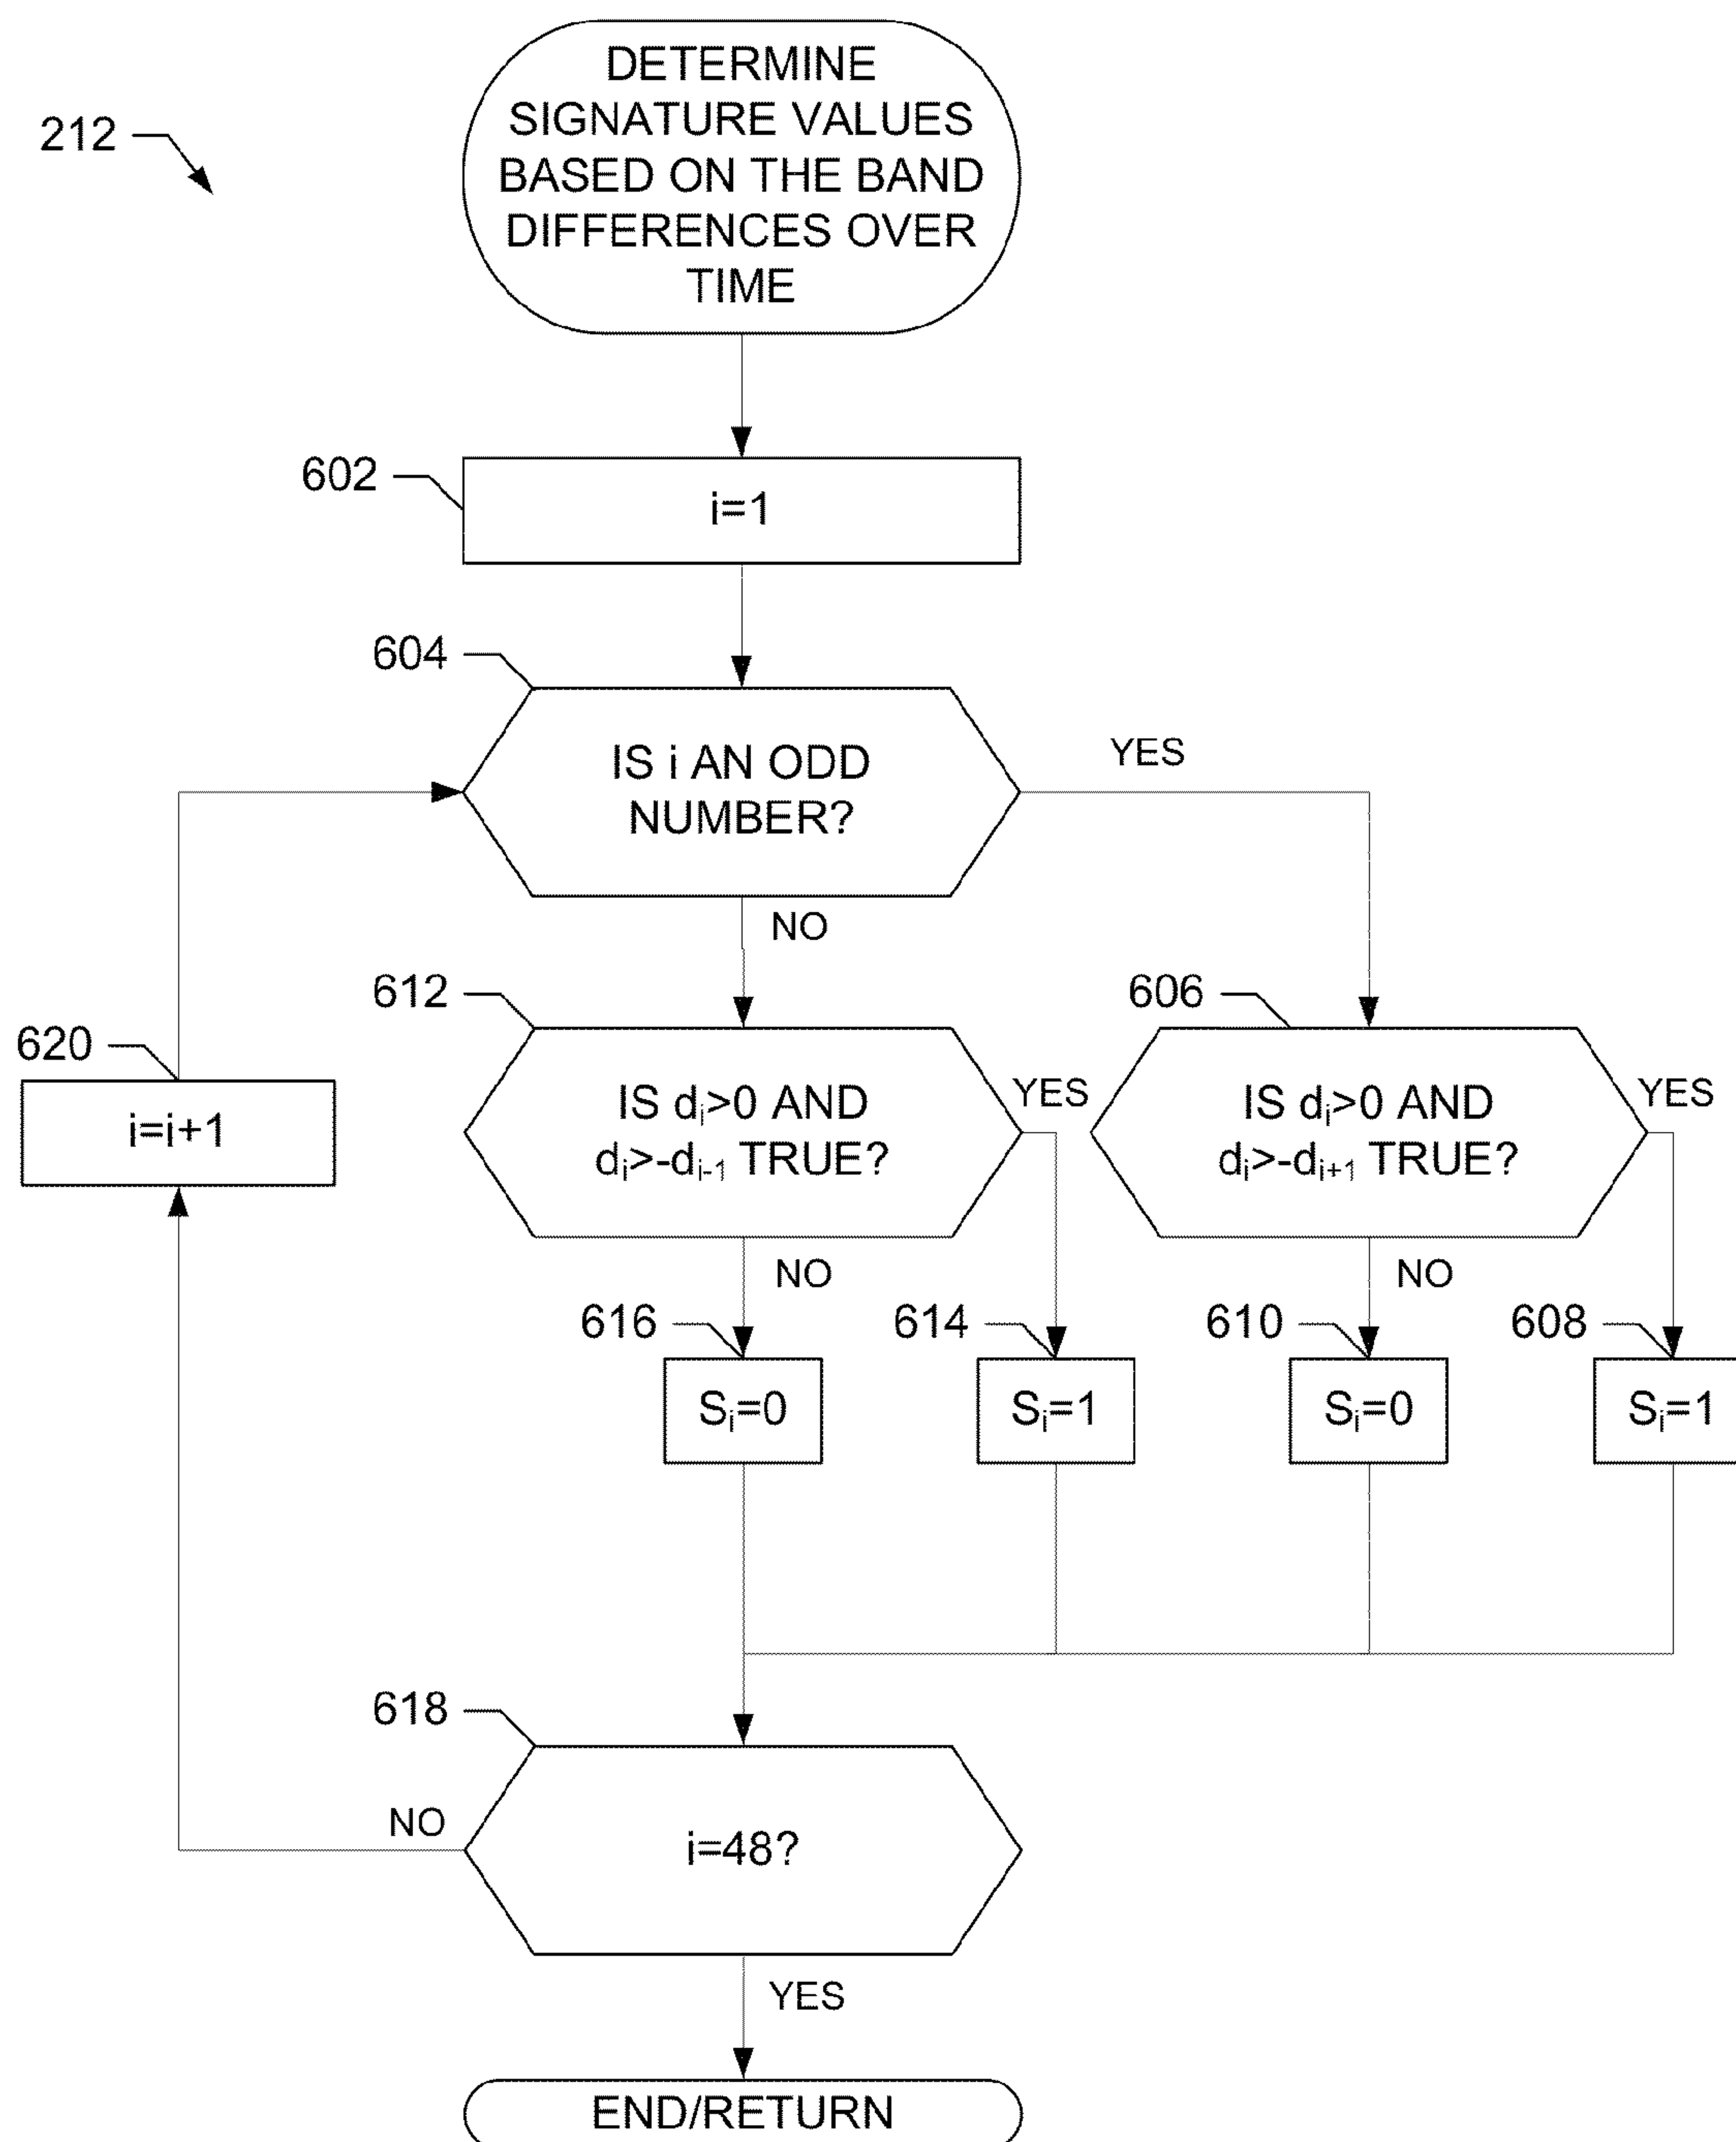 DETERMINE
SIGNATURE VALUES
BASED ON THE BAND
DIFFERENCES OVER
TIME
212
602
i=1
604
IS i AN ODD
NUMBER?
YES
NO
612
606
620
i=i+1
IS dᵢ>0 AND
dᵢ>-dᵢ₋₁ TRUE?
YES
IS dᵢ>0 AND
dᵢ>-dᵢ₊₁ TRUE?
YES
NO
NO
616
614
610
608
Sᵢ=0
Sᵢ=1
Sᵢ=0
Sᵢ=1
618
NO
i=48?
YES
END/RETURN